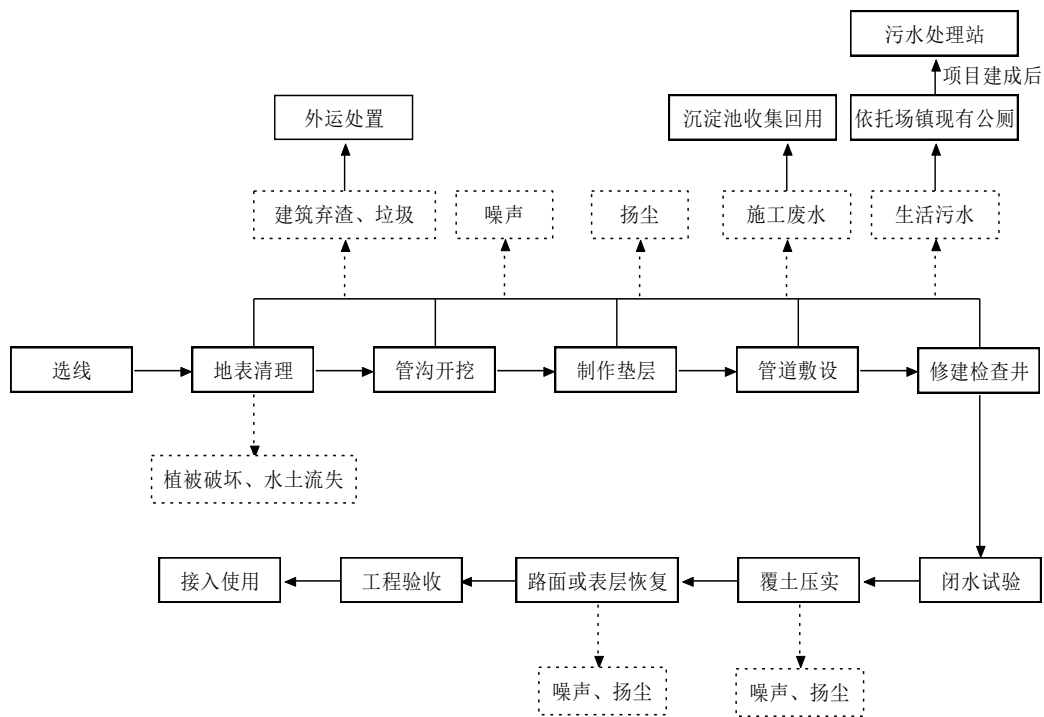 污水处理站
项目建成后
外运处置
沉淀池收集回用
依托场镇现有公厕
建筑弃渣、垃圾
噪声
扬尘
施工废水
生活污水
选线
地表清理
管沟开挖
制作垫层
管道敷设
修建检查井
植被破坏、水土流失
接入使用
工程验收
路面或表层恢复
覆土压实
闭水试验
噪声、扬尘
噪声、扬尘